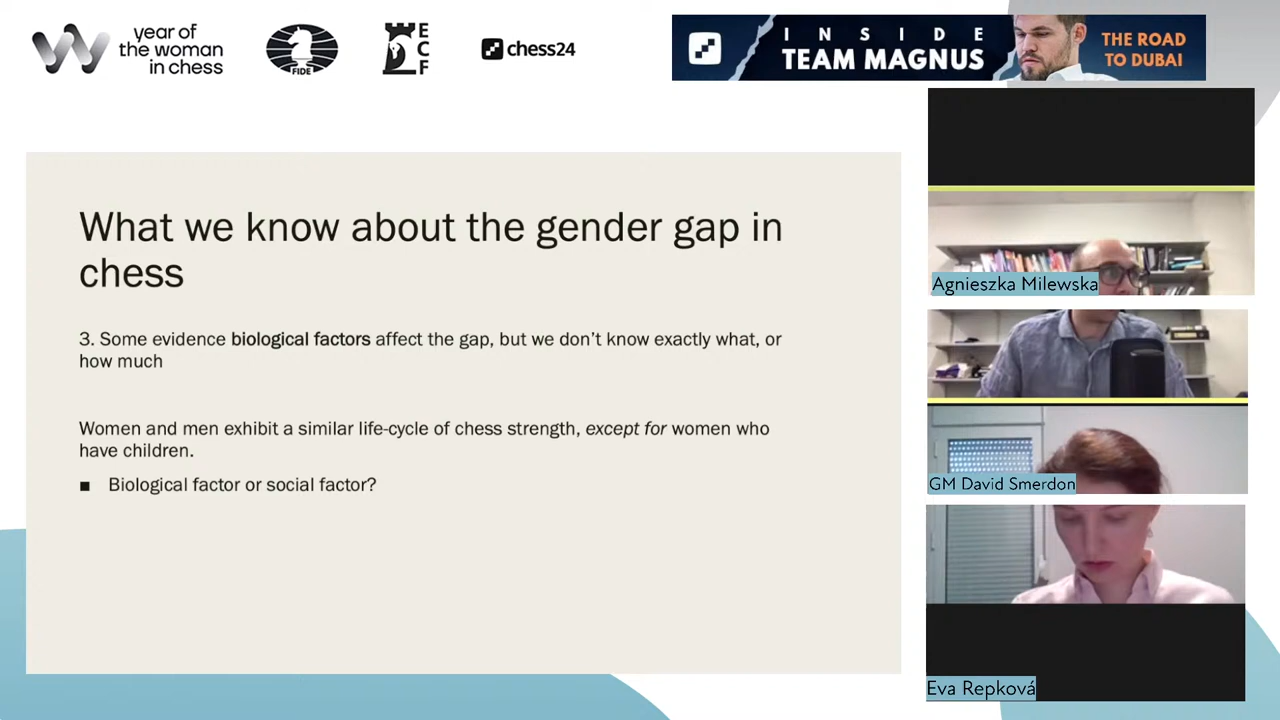 year of
the woman
in chess
FIDE
E
C
F
chess24
INSIDE
TEAM MAGNUS
THE ROAD
TO DUBAI
What we know about the gender gap in
chess
3. Some evidence biological factors affect the gap, but we don’t know exactly what, or
how much
Women and men exhibit a similar life-cycle of chess strength, except for women who
have children.
■ Biological factor or social factor?
Agnieszka Milewska
GM David Smerdon
Eva Repková